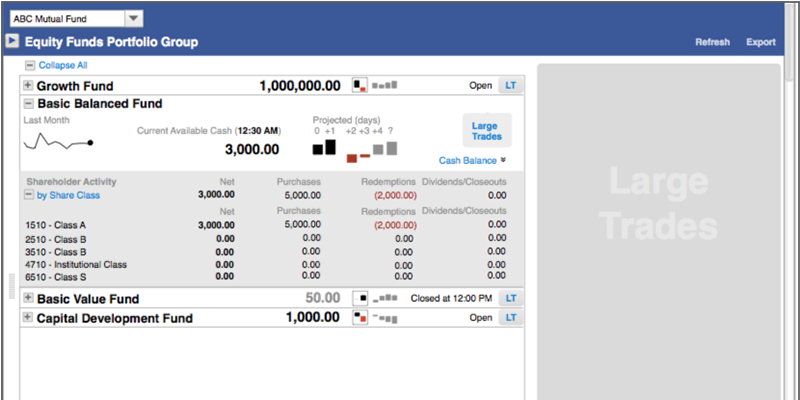 ABC Mutual Fund
Equity Funds Portfolio Group
Refresh Export
Collapse All
Growth Fund 1,000,000.00 Open LT
Basic Balanced Fund
Last Month Projected (days)
Current Available Cash (12:30 AM) 0 +1 +2 +3 +4 ?
3,000.00
Large
Trades
Cash Balance
Shareholder Activity Net Purchases Redemptions Dividends/Closeouts
by Share Class 3,000.00 5,000.00 (2,000.00) 0.00
Net Purchases Redemptions Dividends/Closeouts
1510 - Class A 3,000.00 5,000.00 (2,000.00) 0.00
2510 - Class B 0.00 0.00 0.00 0.00
3510 - Class B 0.00 0.00 0.00 0.00
4710 - Institutional Class 0.00 0.00 0.00 0.00
6510 - Class S 0.00 0.00 0.00 0.00
Basic Value Fund 50.00 Closed at 12:00 PM LT
Capital Development Fund 1,000.00 Open LT
Large
Trades